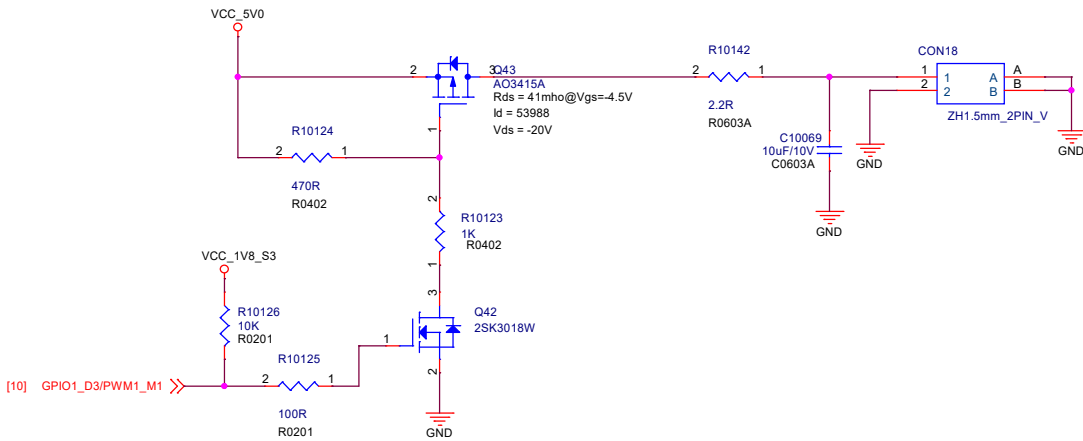 VCC_5V0
2
3
Q43
AO3415A
Rds = 41mho@Vgs=-4.5V
Id = 53988
Vds = -20V
1
R10142
2
1
2.2R
R0603A
CON18
1
2
1
2
A
B
A
B
ZH1.5mm_2PIN_V
GND
GND
C10069
10uF/10V
C0603A
GND
R10124
2
1
470R
R0402
2
R10123
1K
R0402
1
VCC_1V8_S3
R10126
10K
R0201
3
Q42
2SK3018W
1
2
GND
R10125
[10] GPIO1_D3/PWM1_M1
2
1
100R
R0201